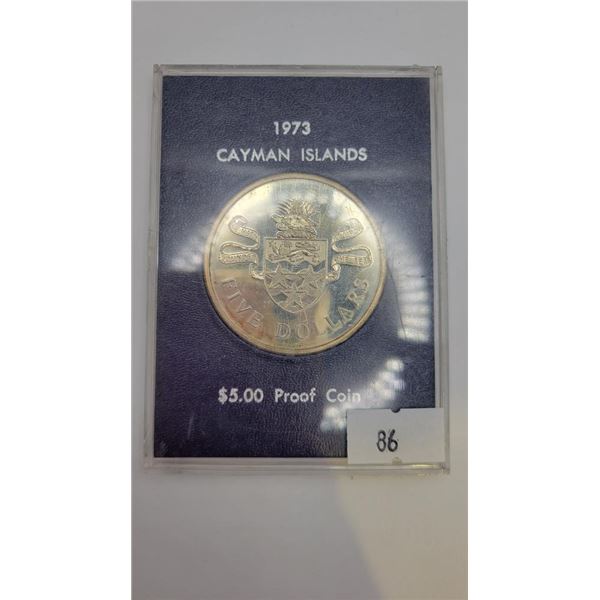 1973
CAYMAN ISLANDS
FIVE DOLLARS
$5.00 Proof Coin
86